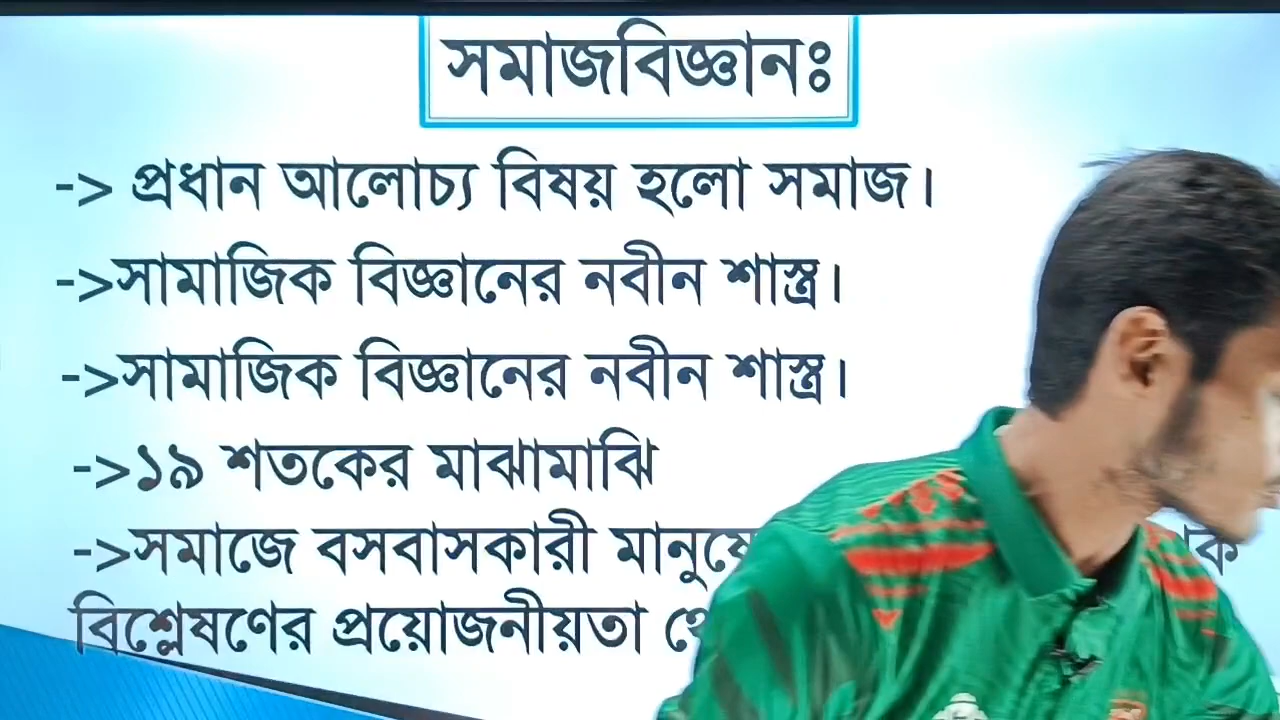 সমাজবিজ্ঞানঃ
-> প্রধান আলোচ্য বিষয় হলো সমাজ।
->সামাজিক বিজ্ঞানের নবীন শাস্ত্র।
->সামাজিক বিজ্ঞানের নবীন শাস্ত্র।
->১৯ শতকের মাঝামাঝি
->সমাজে বসবাসকারী
বিশ্লেষণের প্রয়োজনীয়তা